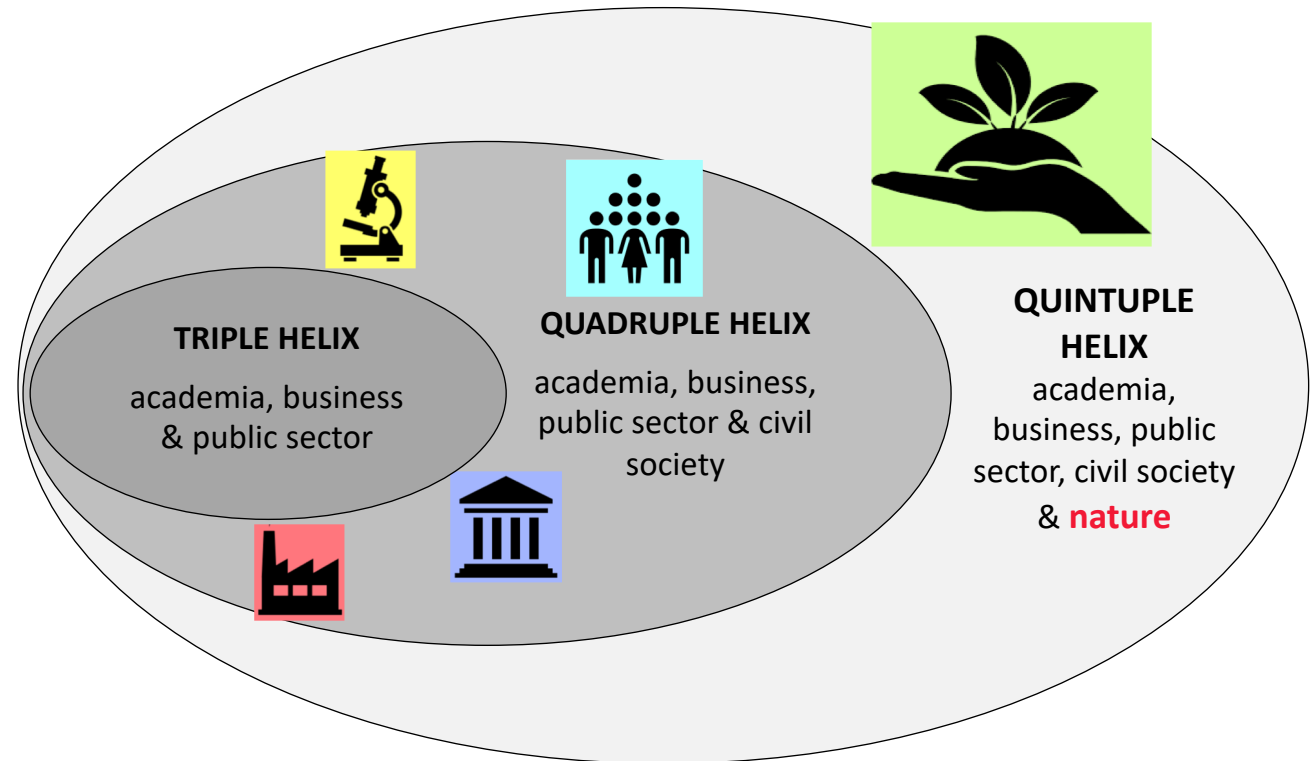 TRIPLE HELIX
academia, business
& public sector
QUADRUPLE HELIX
academia, business,
public sector & civil
society
QUINTUPLE
HELIX
academia,
business, public
sector, civil society
& nature